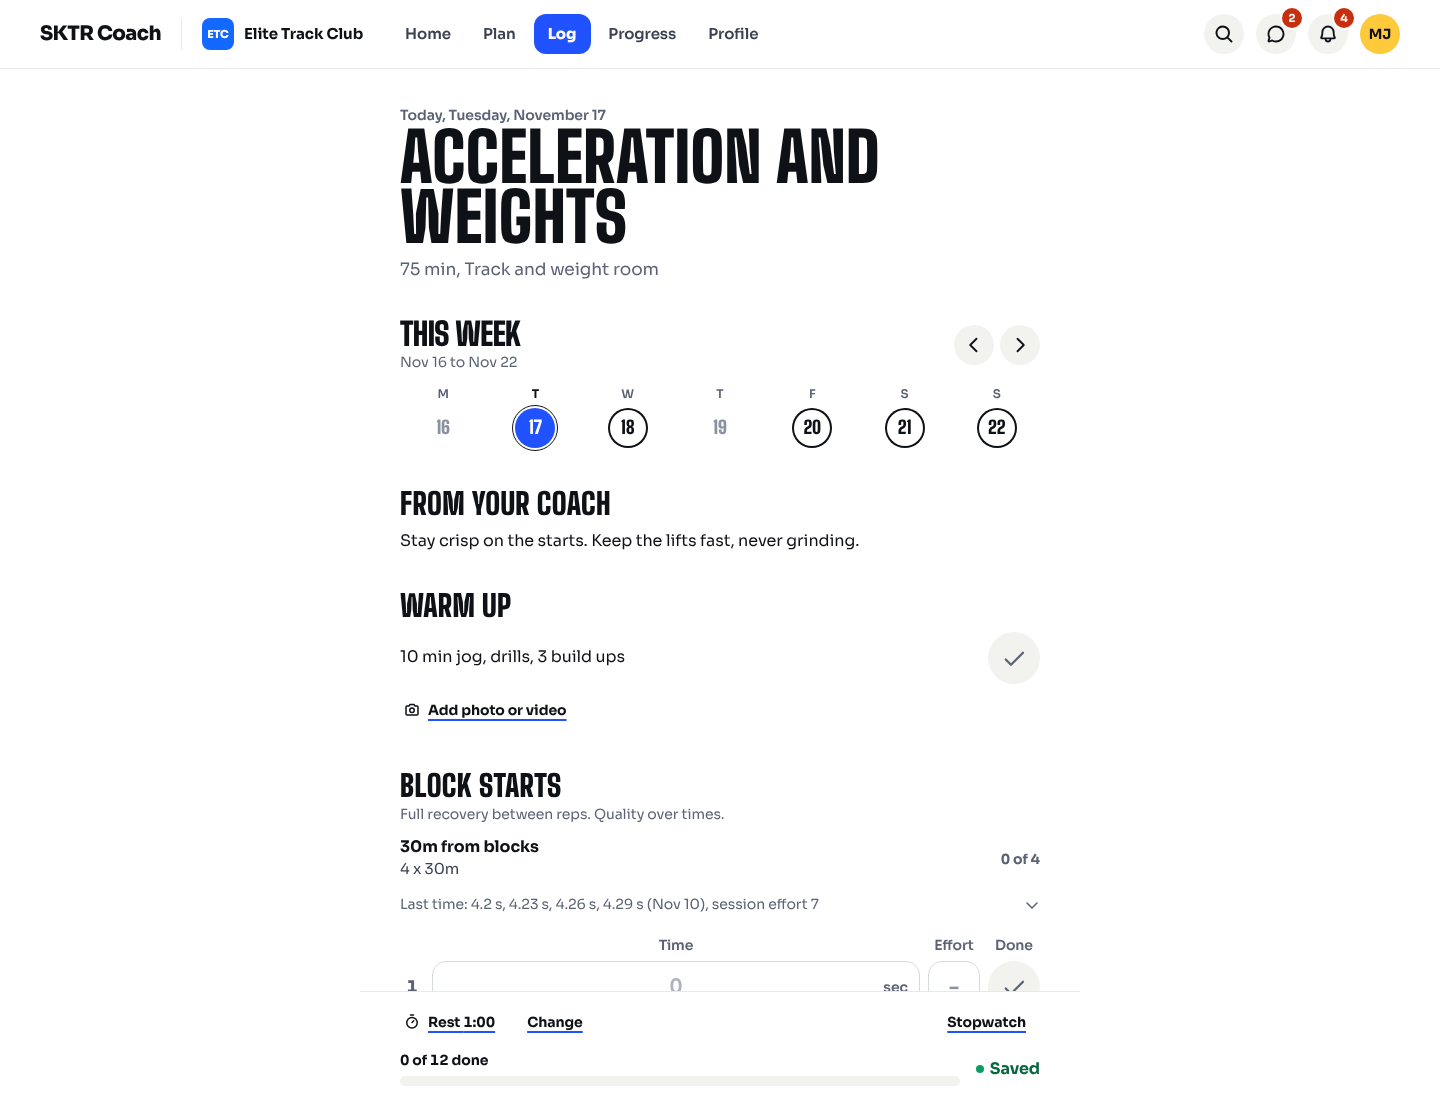 SKTR Coach
ETC Elite Track Club
Home Plan Log Progress Profile
2 4 MJ
Today, Tuesday, November 17
ACCELERATION AND
WEIGHTS
75 min, Track and weight room
THIS WEEK
Nov 16 to Nov 22
M T W T F S S
16 17 18 19 20 21 22
FROM YOUR COACH
Stay crisp on the starts. Keep the lifts fast, never grinding.
WARM UP
10 min jog, drills, 3 build ups
Add photo or video
BLOCK STARTS
Full recovery between reps. Quality over times.
30m from blocks
4 x 30m
0 of 4
Last time: 4.2 s, 4.23 s, 4.26 s, 4.29 s (Nov 10), session effort 7
Time Effort Done
1 0 sec –
Rest 1:00 Change Stopwatch
0 of 12 done
Saved